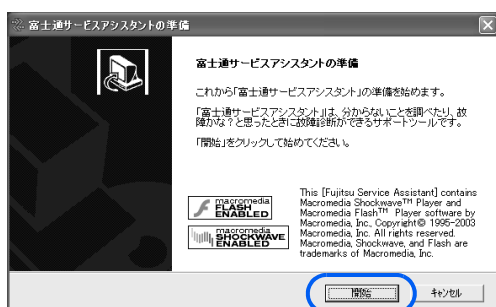 富士通サービスアシスタントの準備
富士通サービスアシスタントの準備
これから「富士通サービスアシスタント」の準備を始めます。
「富士通サービスアシスタント」は、分からないことを調べたり、故
障かな？と思ったときに故障診断ができるサポートツールです。
「開始」をクリックして始めてください。
macromedia
FLASH
ENABLED
macromedia
SHOCKWAVE
ENABLED
This [Fujitsu Service Assistant] contains
Macromedia Shockwave™ Player and
Macromedia Flash™ Player software by
Macromedia, Inc., Copyright© 1995-2003
Macromedia, Inc. All rights reserved.
Macromedia, Shockwave, and Flash are
trademarks of Macromedia, Inc.
開始
キャンセル